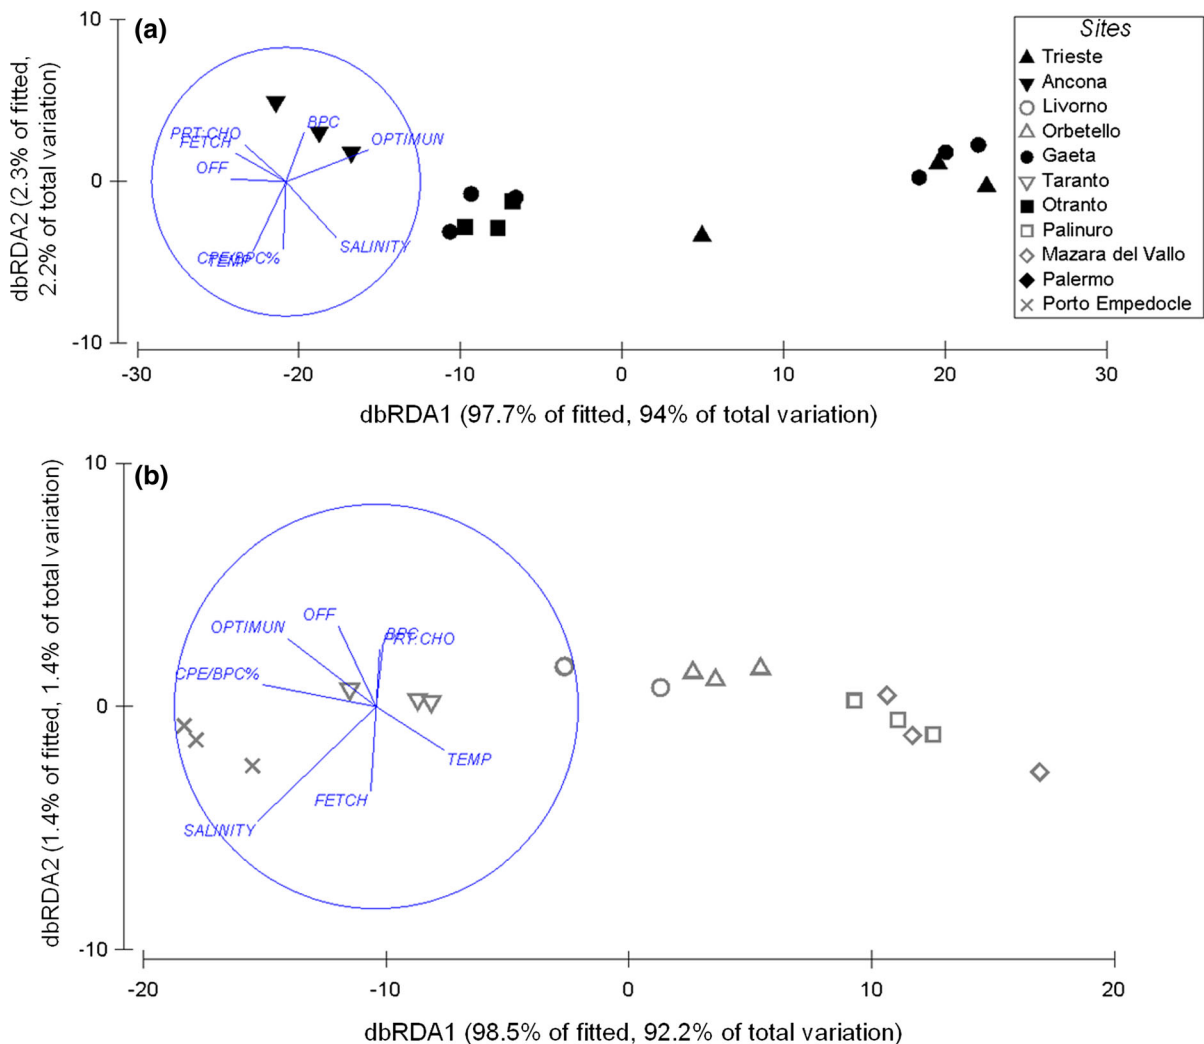 (a)
10
0
-10
dbRDA2 (2.3% of fitted,
2.2% of total variation)
PRT:CHO
FETCH
OFF
BPC
OPTIMUN
SALINITY
CPE/BPC%
TEMP
Sites
Trieste
Ancona
Livorno
Orbetello
Gaeta
Taranto
Otranto
Palinuro
Mazara del Vallo
Palermo
Porto Empedocle
-30
-20
-10
0
10
20
30
dbRDA1 (97.7% of fitted, 94% of total variation)
(b)
10
0
-10
dbRDA2 (1.4% of fitted, 1.4% of total variation)
OFF
OPTIMUN
BPC
PRT:CHO
CPE/BPC%
TEMP
FETCH
SALINITY
-20
-10
0
10
20
dbRDA1 (98.5% of fitted, 92.2% of total variation)